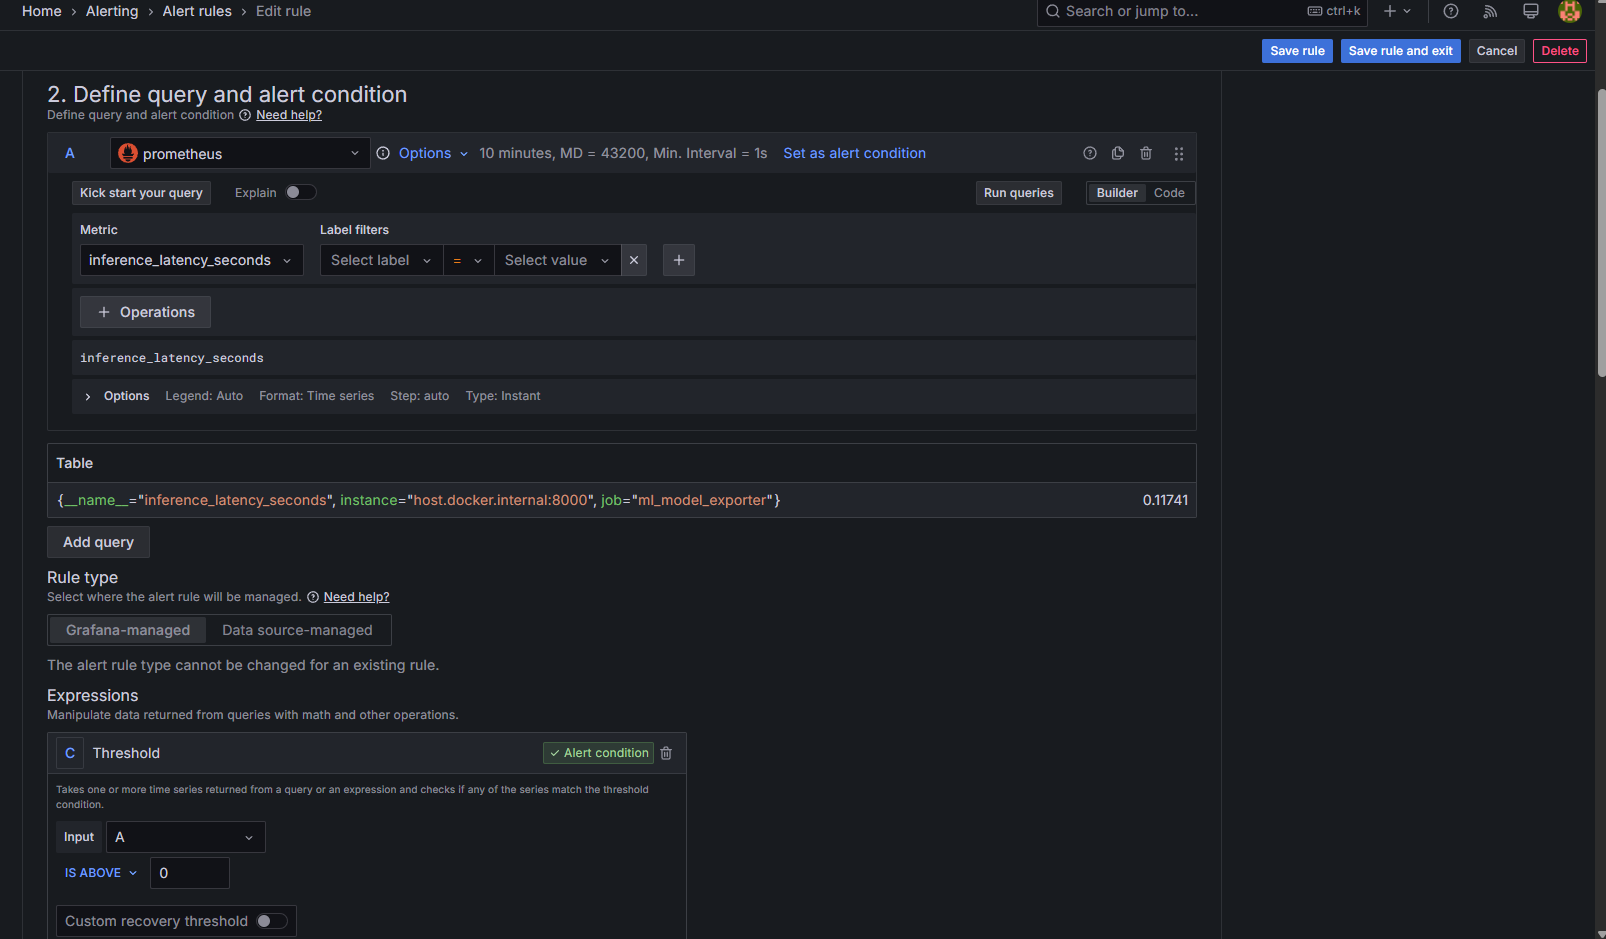 Home > Alerting > Alert rules > Edit rule
Search or jump to... ctrl+k
Save rule Save rule and exit Cancel Delete
2. Define query and alert condition
Define query and alert condition Need help?
A prometheus Options 10 minutes, MD = 43200, Min. Interval = 1s Set as alert condition
Kick start your query Explain Run queries Builder Code
Metric Label filters
inference_latency_seconds Select label = Select value
+ Operations
inference_latency_seconds
> Options Legend: Auto Format: Time series Step: auto Type: Instant
Table
{__name__="inference_latency_seconds", instance="host.docker.internal:8000", job="ml_model_exporter"} 0.11741
Add query
Rule type
Select where the alert rule will be managed. Need help?
Grafana-managed Data source-managed
The alert rule type cannot be changed for an existing rule.
Expressions
Manipulate data returned from queries with math and other operations.
C Threshold Alert condition
Takes one or more time series returned from a query or an expression and checks if any of the series match the threshold
condition.
Input A
IS ABOVE 0
Custom recovery threshold